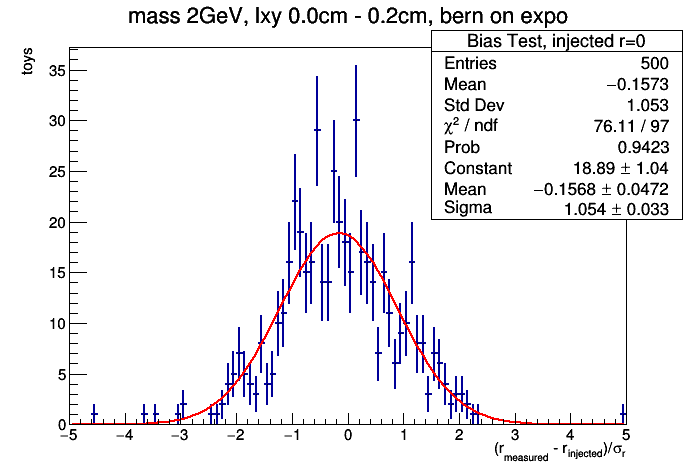 mass 2GeV, lxy 0.0cm - 0.2cm, bern on expo
Bias Test, injected r=0
Entries 500
Mean −0.1573
Std Dev 1.053
χ² / ndf 76.11 / 97
Prob 0.9423
Constant 18.89 ± 1.04
Mean −0.1568 ± 0.0472
Sigma 1.054 ± 0.033
toys
35
30
25
20
15
10
5
0
−5 −4 −3 −2 −1 0 1 2 3 4 5
(r_measured - r_injected)/σ_r